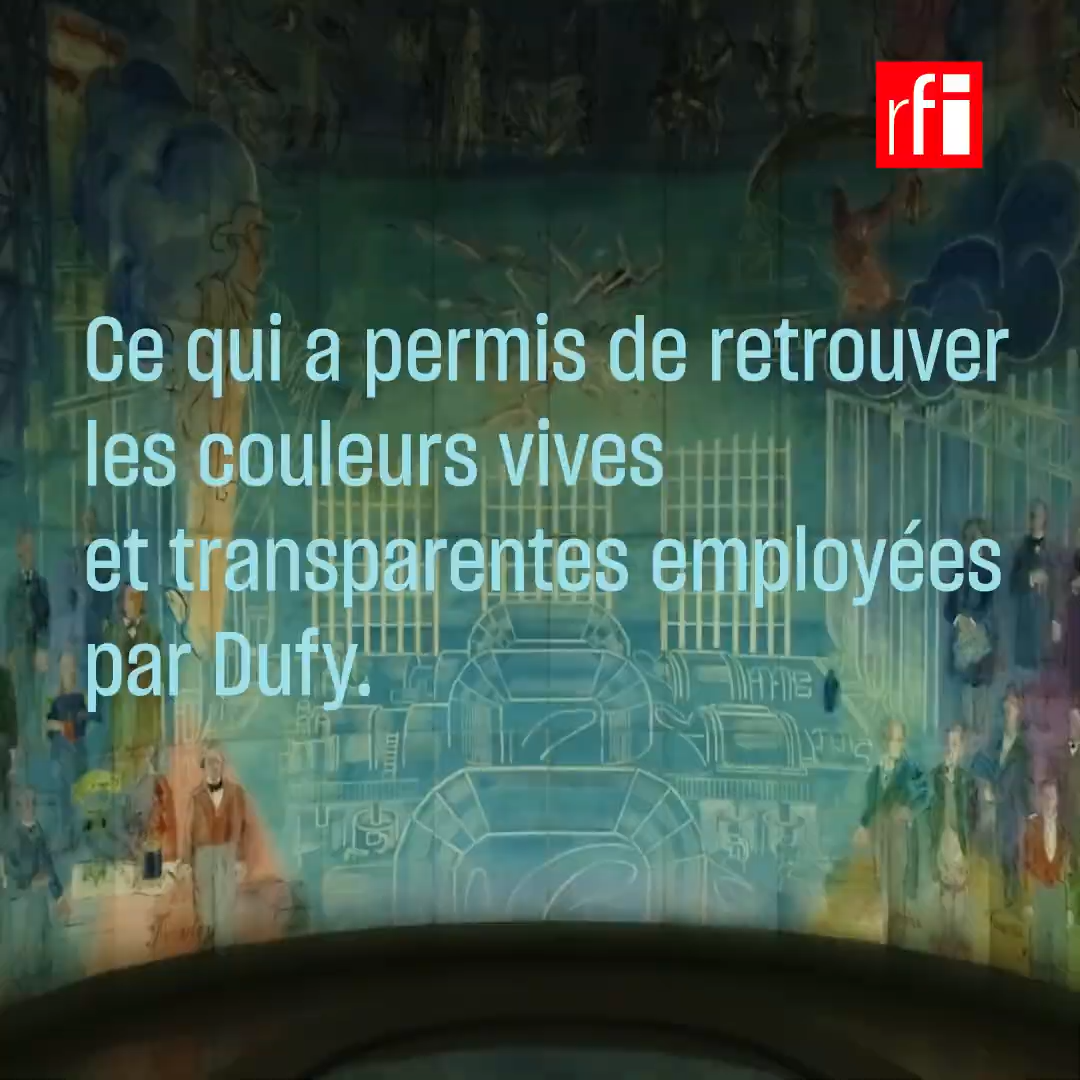 rfi
Ce qui a permis de retrouver
les couleurs vives
et transparentes employées
par Dufy.